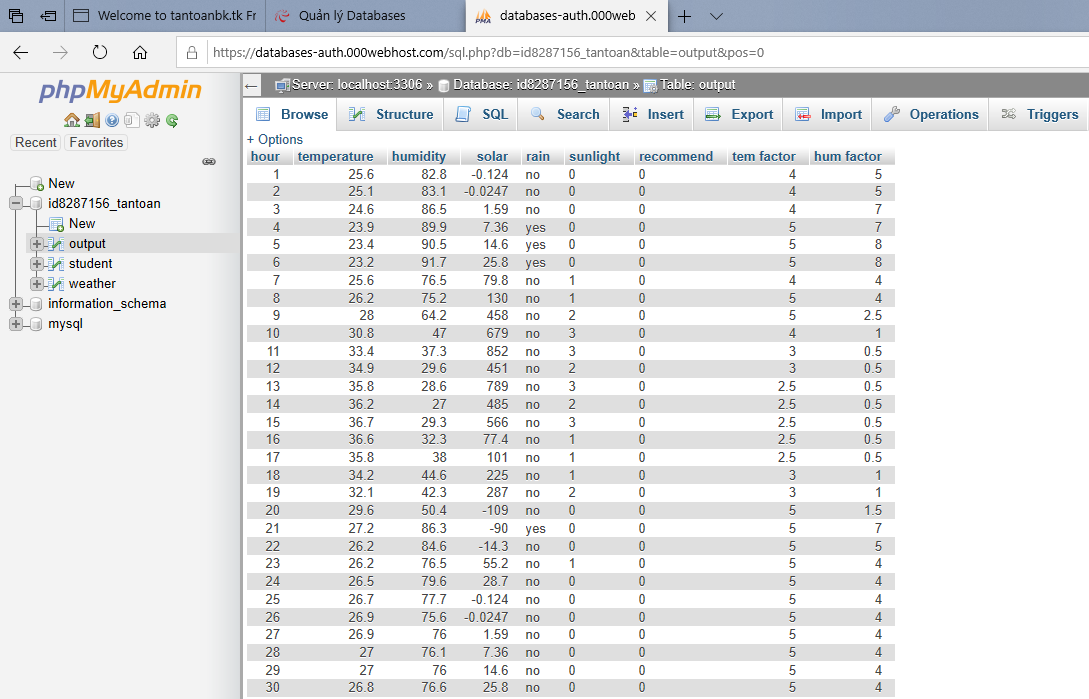 Welcome to tantoanbk.tk Fr
Quản lý Databases
databases-auth.000web
https://databases-auth.000webhost.com/sql.php?db=id8287156_tantoan&table=output&pos=0
phpMyAdmin
Recent Favorites
New
id8287156_tantoan
New
output
student
weather
information_schema
mysql
Server: localhost:3306 » Database: id8287156_tantoan » Table: output
Browse Structure SQL Search Insert Export Import Operations Triggers
+ Options
hour temperature humidity solar rain sunlight recommend tem factor hum factor
1 25.6 82.8 -0.124 no 0 0 4 5
2 25.1 83.1 -0.0247 no 0 0 4 5
3 24.6 86.5 1.59 no 0 0 4 7
4 23.9 89.9 7.36 yes 0 0 5 7
5 23.4 90.5 14.6 yes 0 0 5 8
6 23.2 91.7 25.8 yes 0 0 5 8
7 25.6 76.5 79.8 no 1 0 4 4
8 26.2 75.2 130 no 1 0 5 4
9 28 64.2 458 no 2 0 5 2.5
10 30.8 47 679 no 3 0 4 1
11 33.4 37.3 852 no 3 0 3 0.5
12 34.9 29.6 451 no 2 0 3 0.5
13 35.8 28.6 789 no 3 0 2.5 0.5
14 36.2 27 485 no 2 0 2.5 0.5
15 36.7 29.3 566 no 3 0 2.5 0.5
16 36.6 32.3 77.4 no 1 0 2.5 0.5
17 35.8 38 101 no 1 0 2.5 0.5
18 34.2 44.6 225 no 1 0 3 1
19 32.1 42.3 287 no 2 0 3 1
20 29.6 50.4 -109 no 0 0 5 1.5
21 27.2 86.3 -90 yes 0 0 5 7
22 26.2 84.6 -14.3 no 0 0 5 5
23 26.2 76.5 55.2 no 1 0 5 4
24 26.5 79.6 28.7 no 0 0 5 4
25 26.7 77.7 -0.124 no 0 0 5 4
26 26.9 75.6 -0.0247 no 0 0 5 4
27 26.9 76 1.59 no 0 0 5 4
28 27 76.1 7.36 no 0 0 5 4
29 27 76 14.6 no 0 0 5 4
30 26.8 76.6 25.8 no 0 0 5 4